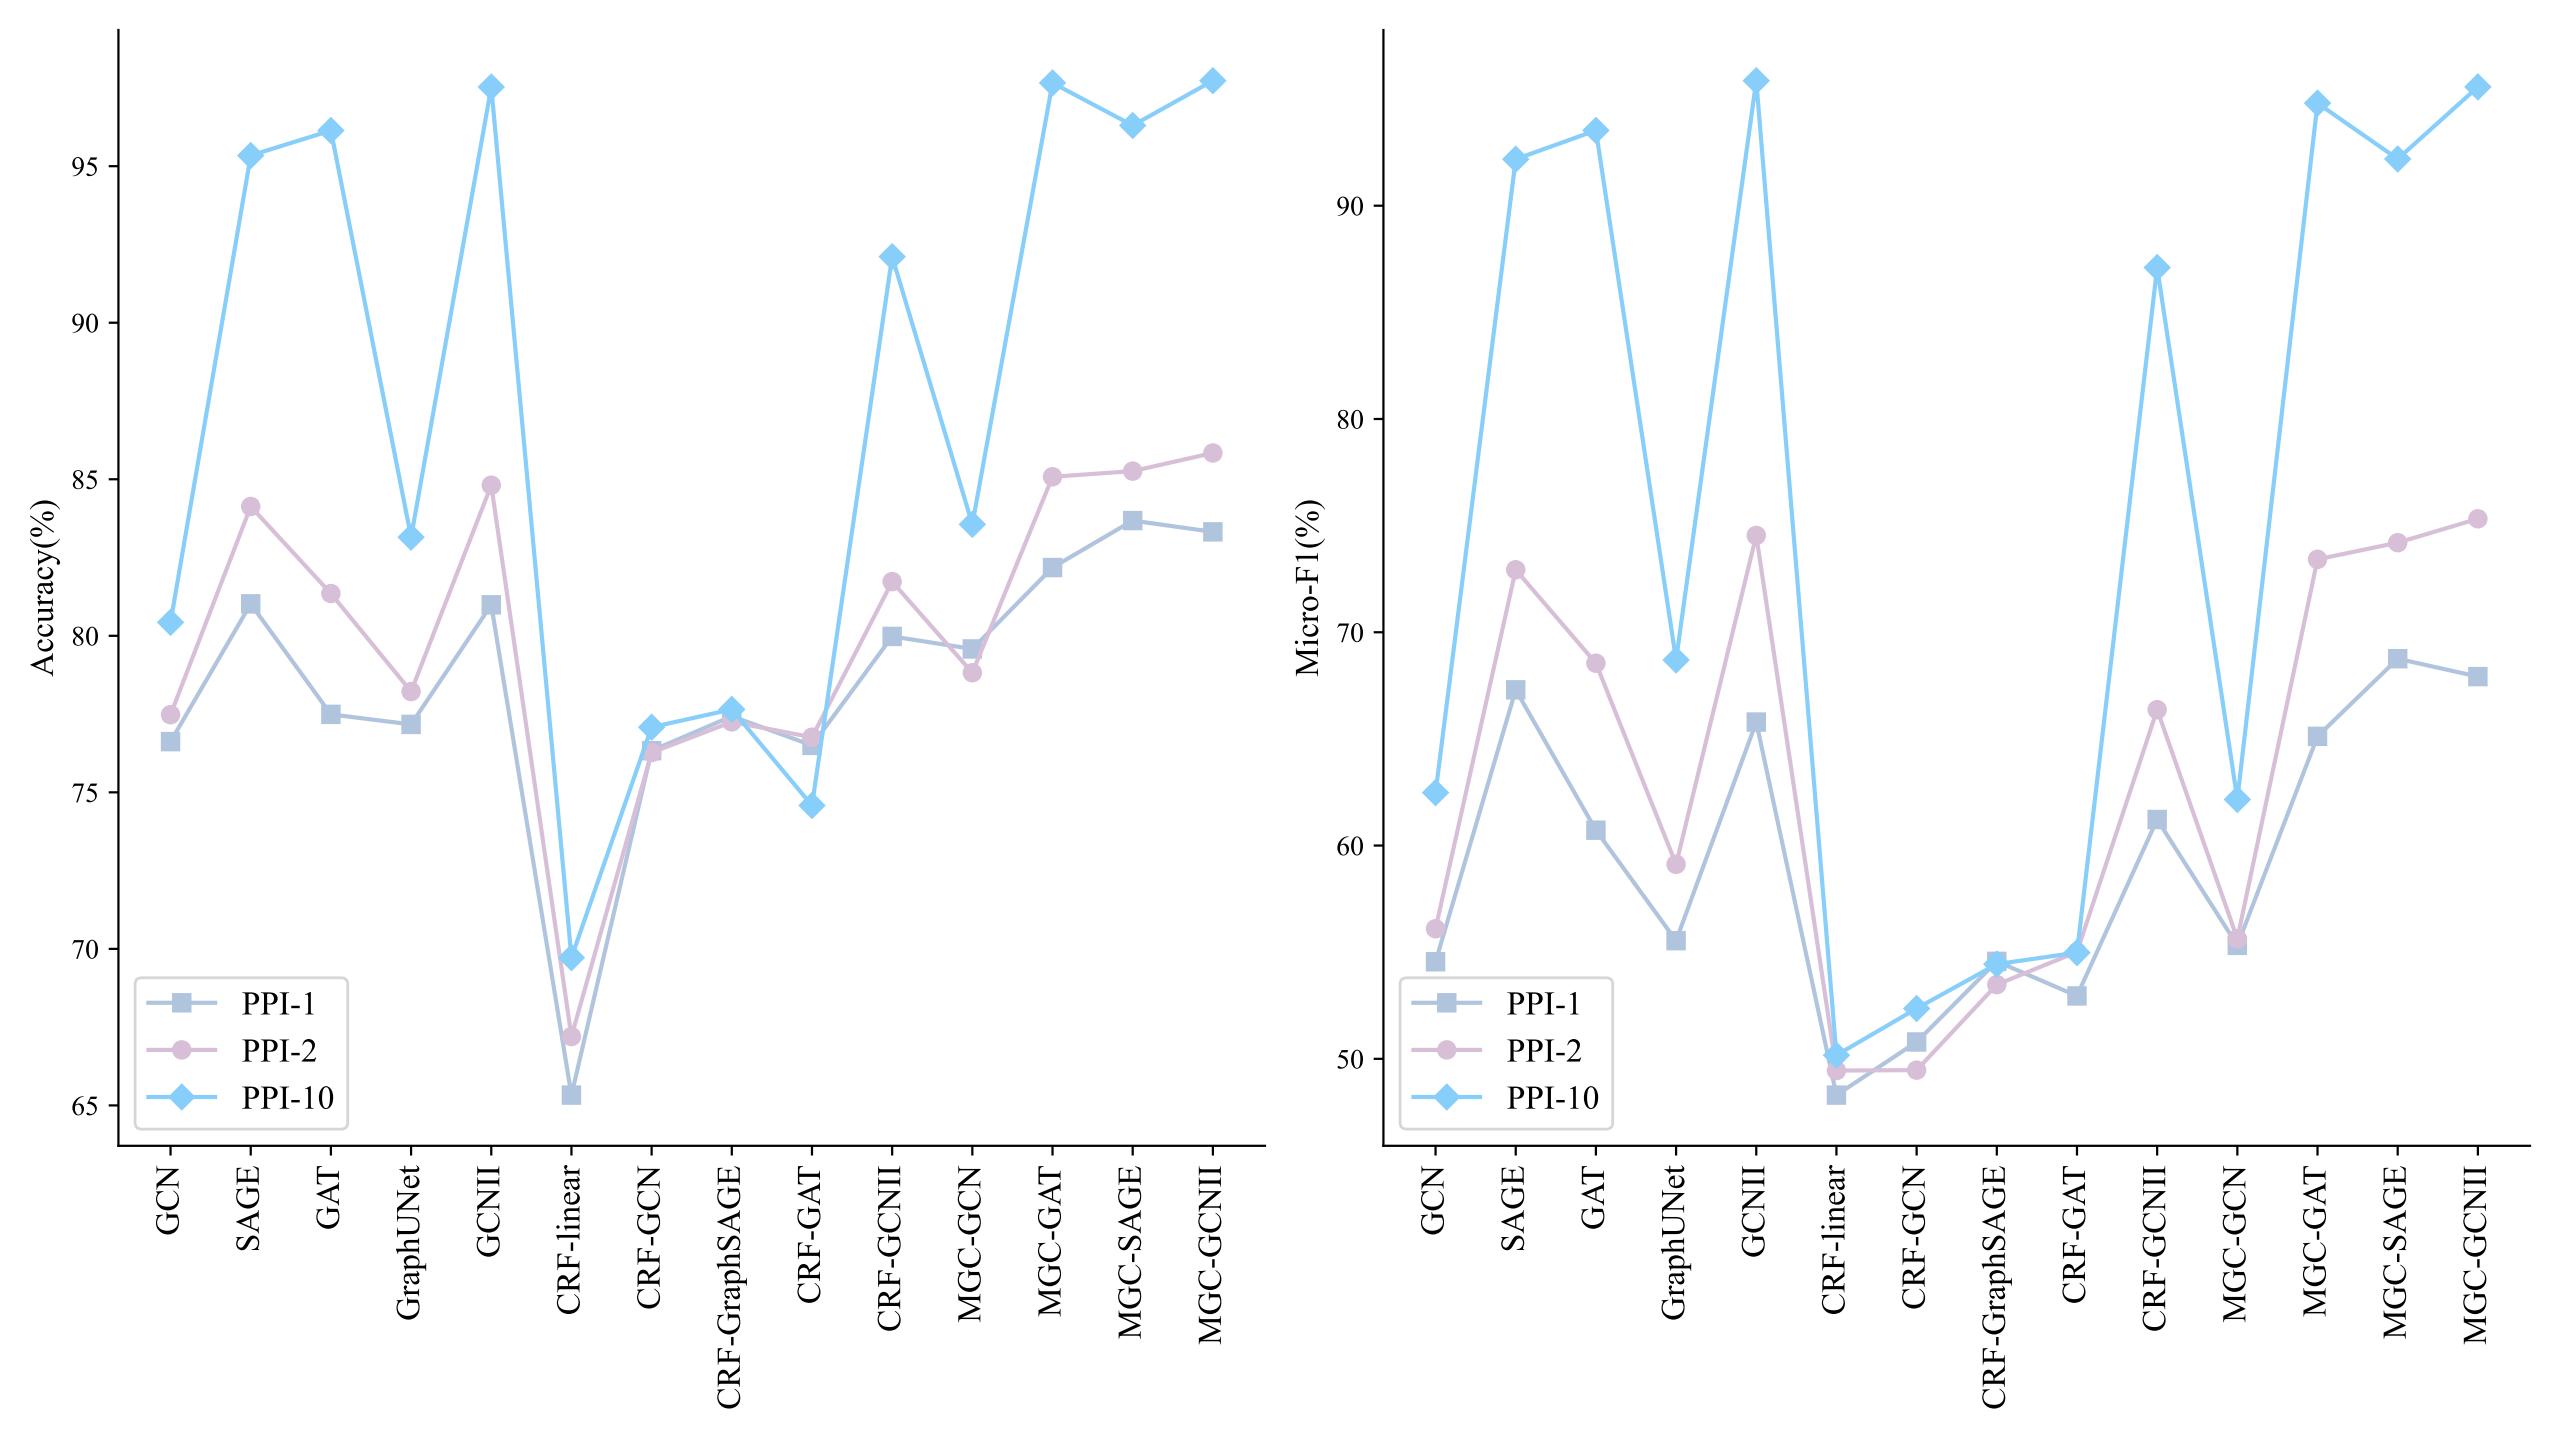 Accuracy(%)
95
90
85
80
75
70
65
PPI-1
PPI-2
PPI-10
GCN
SAGE
GAT
GraphUNet
GCNII
CRF-linear
CRF-GCN
CRF-GraphSAGE
CRF-GAT
CRF-GCNII
MGC-GCN
MGC-GAT
MGC-SAGE
MGC-GCNII
Micro-F1(%)
90
80
70
60
50
PPI-1
PPI-2
PPI-10
GCN
SAGE
GAT
GraphUNet
GCNII
CRF-linear
CRF-GCN
CRF-GraphSAGE
CRF-GAT
CRF-GCNII
MGC-GCN
MGC-GAT
MGC-SAGE
MGC-GCNII